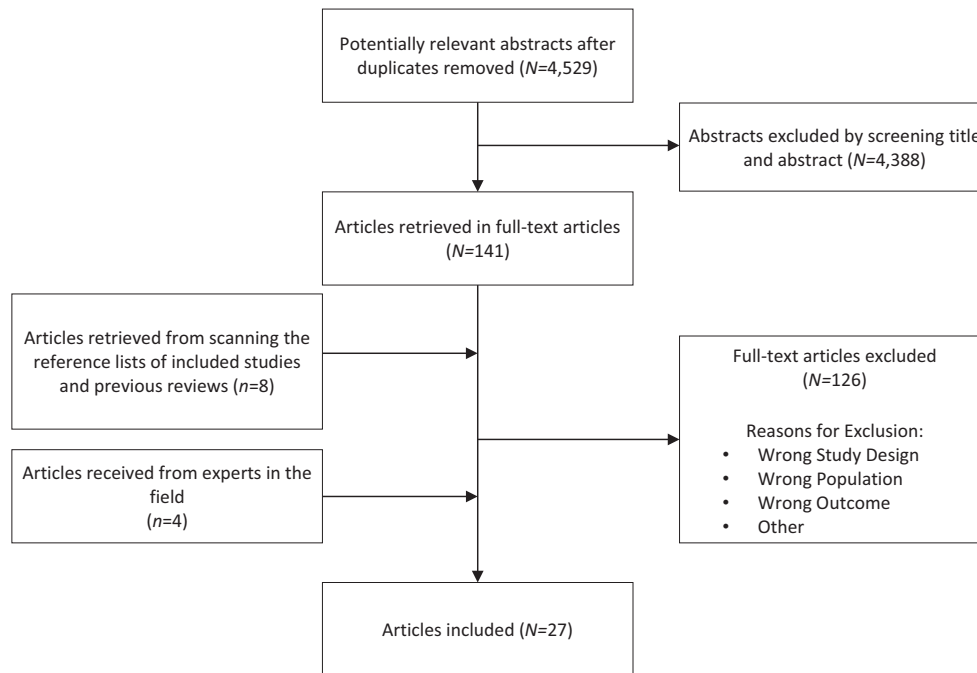 Potentially relevant abstracts after
duplicates removed (N=4,529)
Abstracts excluded by screening title
and abstract (N=4,388)
Articles retrieved in full-text articles
(N=141)
Articles retrieved from scanning the
reference lists of included studies
and previous reviews (n=8)
Full-text articles excluded
(N=126)
Reasons for Exclusion:
• Wrong Study Design
• Wrong Population
• Wrong Outcome
• Other
Articles received from experts in the
field
(n=4)
Articles included (N=27)